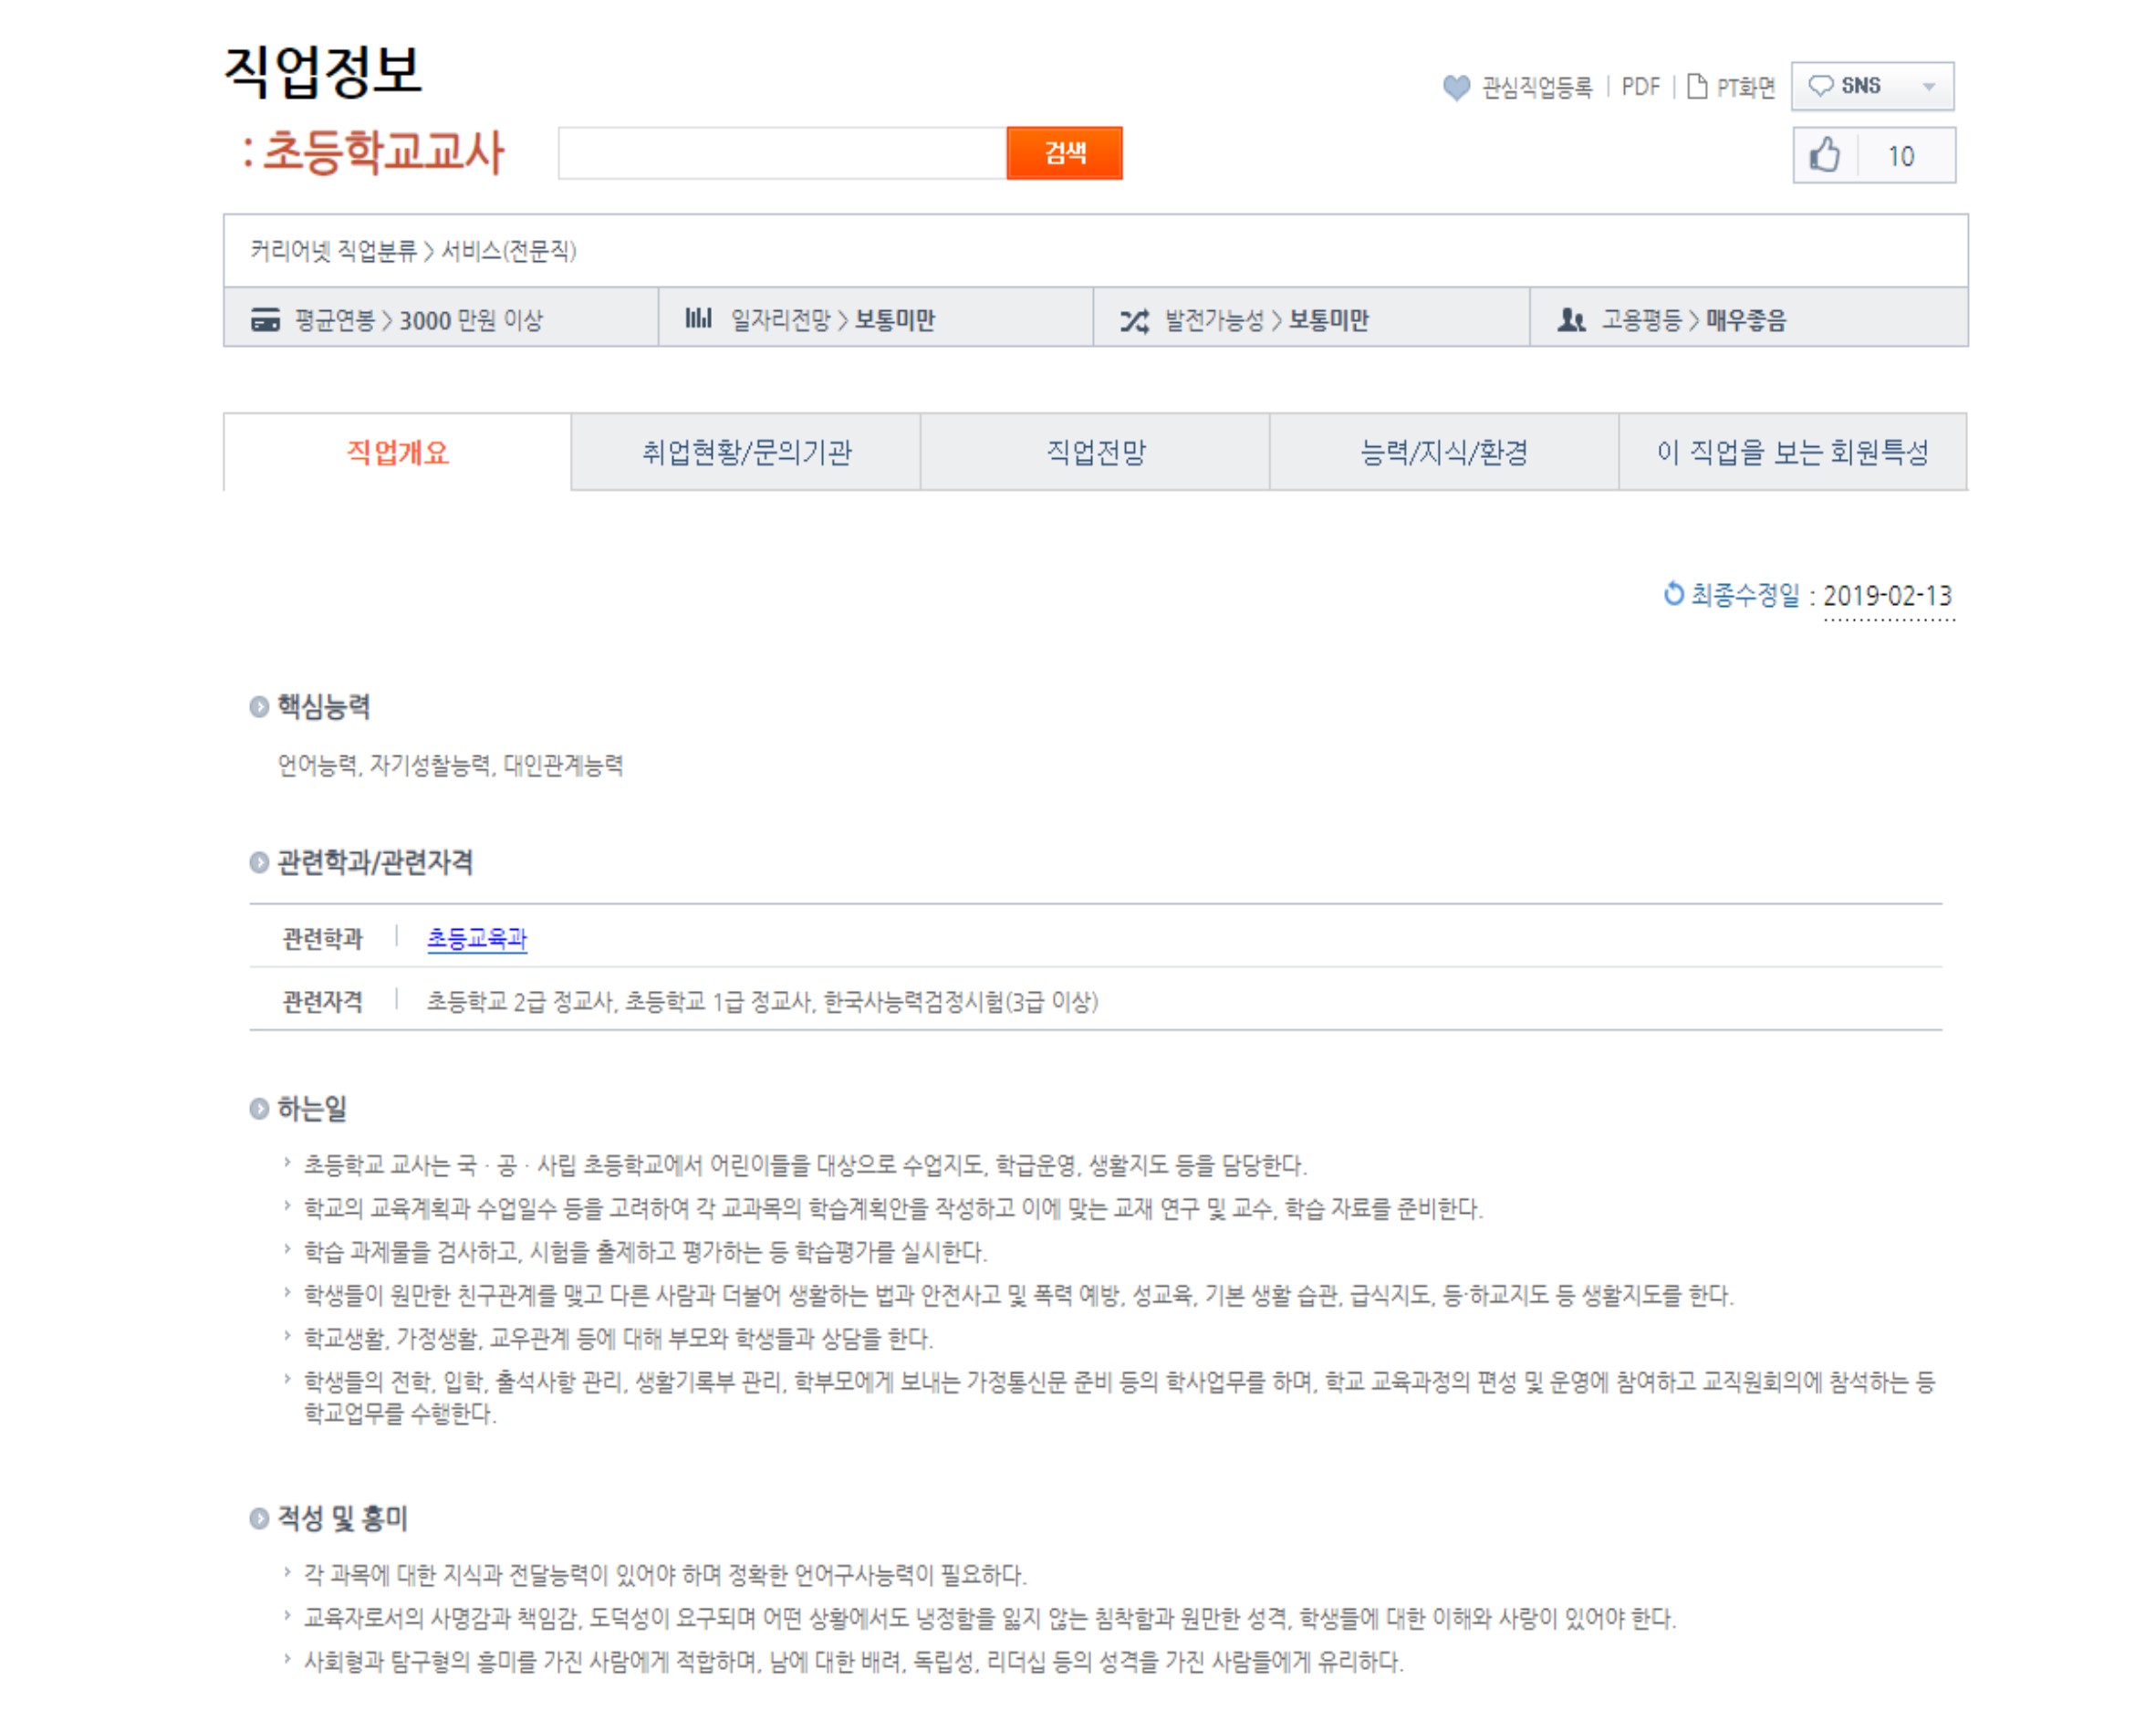 직업정보
관심직업등록 | PDF | PT화면 SNS
: 초등학교교사 검색 10
커리어넷 직업분류 > 서비스(전문직)
평균연봉 > 3000 만원 이상 일자리전망 > 보통미만 발전가능성 > 보통미만 고용평등 > 매우좋음
직업개요 취업현황/문의기관 직업전망 능력/지식/환경 이 직업을 보는 회원특성
최종수정일 : 2019-02-13
핵심능력
언어능력, 자기성찰능력, 대인관계능력
관련학과/관련자격
관련학과 | 초등교육과
관련자격 | 초등학교 2급 정교사, 초등학교 1급 정교사, 한국사능력검정시험(3급 이상)
하는일
초등학교 교사는 국 · 공 · 사립 초등학교에서 어린이들을 대상으로 수업지도, 학급운영, 생활지도 등을 담당한다.
학교의 교육계획과 수업일수 등을 고려하여 각 교과목의 학습계획안을 작성하고 이에 맞는 교재 연구 및 교수, 학습 자료를 준비한다.
학습 과제물을 검사하고, 시험을 출제하고 평가하는 등 학습평가를 실시한다.
학생들이 원만한 친구관계를 맺고 다른 사람과 더불어 생활하는 법과 안전사고 및 폭력 예방, 성교육, 기본 생활 습관, 급식지도, 등·하교지도 등 생활지도를 한다.
학교생활, 가정생활, 교우관계 등에 대해 부모와 학생들과 상담을 한다.
학생들의 전학, 입학, 출석사항 관리, 생활기록부 관리, 학부모에게 보내는 가정통신문 준비 등의 학사업무를 하며, 학교 교육과정의 편성 및 운영에 참여하고 교직원회의에 참석하는 등
학교업무를 수행한다.
적성 및 흥미
각 과목에 대한 지식과 전달능력이 있어야 하며 정확한 언어구사능력이 필요하다.
교육자로서의 사명감과 책임감, 도덕성이 요구되며 어떤 상황에서도 냉정함을 잃지 않는 침착함과 원만한 성격, 학생들에 대한 이해와 사랑이 있어야 한다.
사회형과 탐구형의 흥미를 가진 사람에게 적합하며, 남에 대한 배려, 독립성, 리더십 등의 성격을 가진 사람들에게 유리하다.